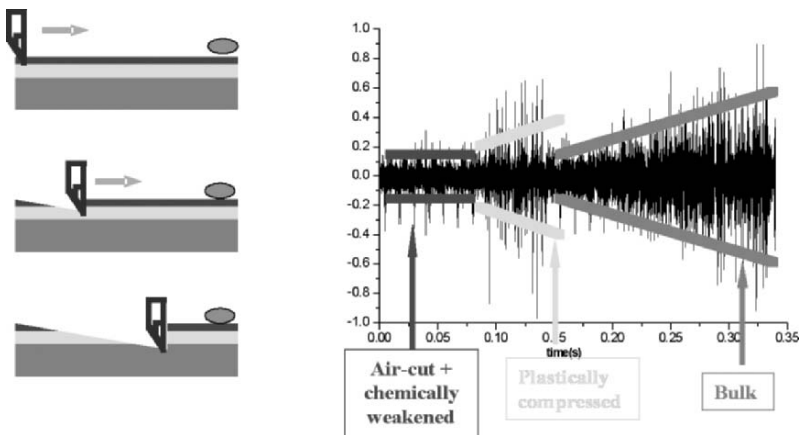 1.0
0.8
0.6
0.4
0.2
0.0
-0.2
-0.4
-0.6
-0.8
-1.0
0.00 0.05 0.10 0.15 0.20 0.25 0.30 0.35
time(s)
Air-cut +
chemically
weakened
Plastically
compressed
Bulk